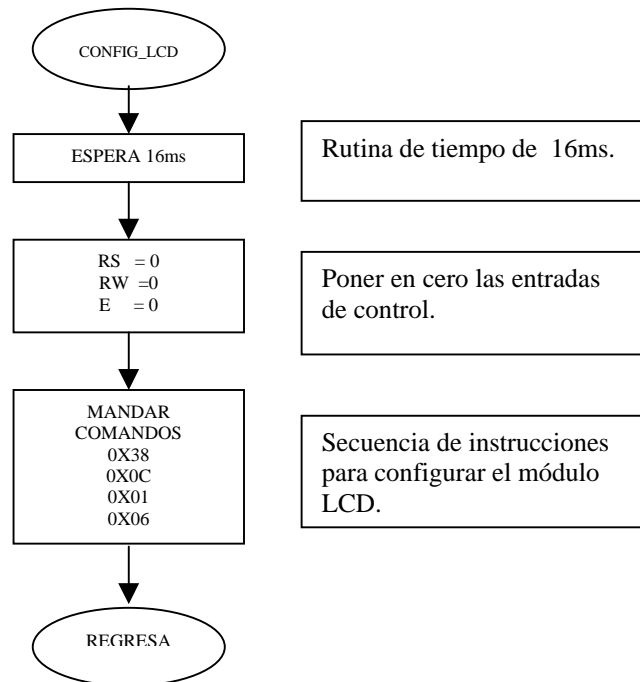 CONFIG_LCD
ESPERA 16ms
Rutina de tiempo de 16ms.
RS = 0
RW =0
E = 0
Poner en cero las entradas
de control.
MANDAR
COMANDOS
0X38
0X0C
0X01
0X06
Secuencia de instrucciones
para configurar el módulo
LCD.
REGRESA